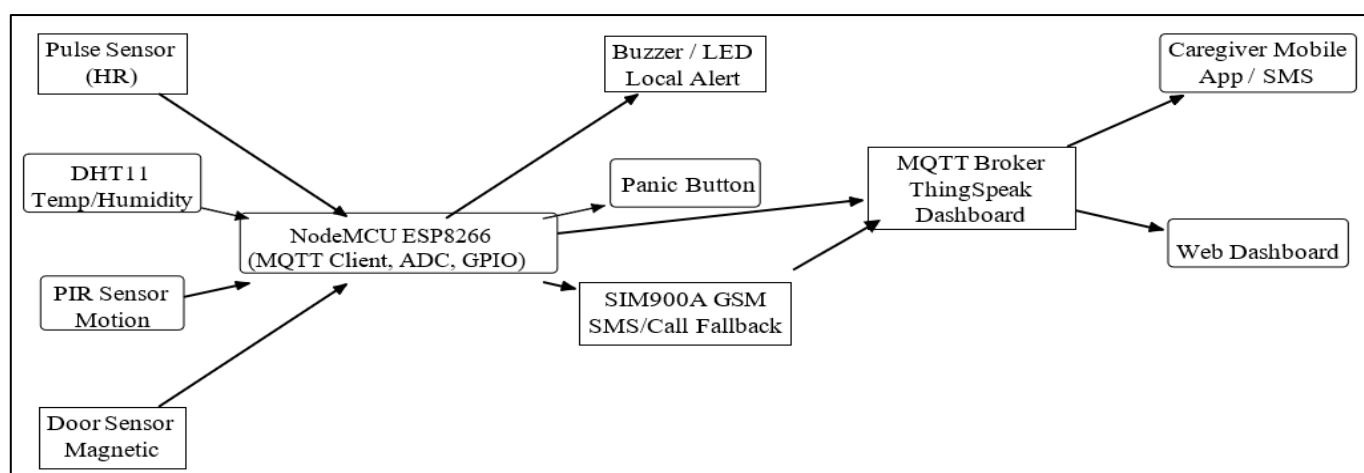 Pulse Sensor
(HR)
Buzzer / LED
Local Alert
Caregiver Mobile
App / SMS
DHT11
Temp/Humidity
Panic Button
MQTT Broker
ThingSpeak
Dashboard
NodeMCU ESP8266
(MQTT Client, ADC, GPIO)
Web Dashboard
PIR Sensor
Motion
SIM900A GSM
SMS/Call Fallback
Door Sensor
Magnetic